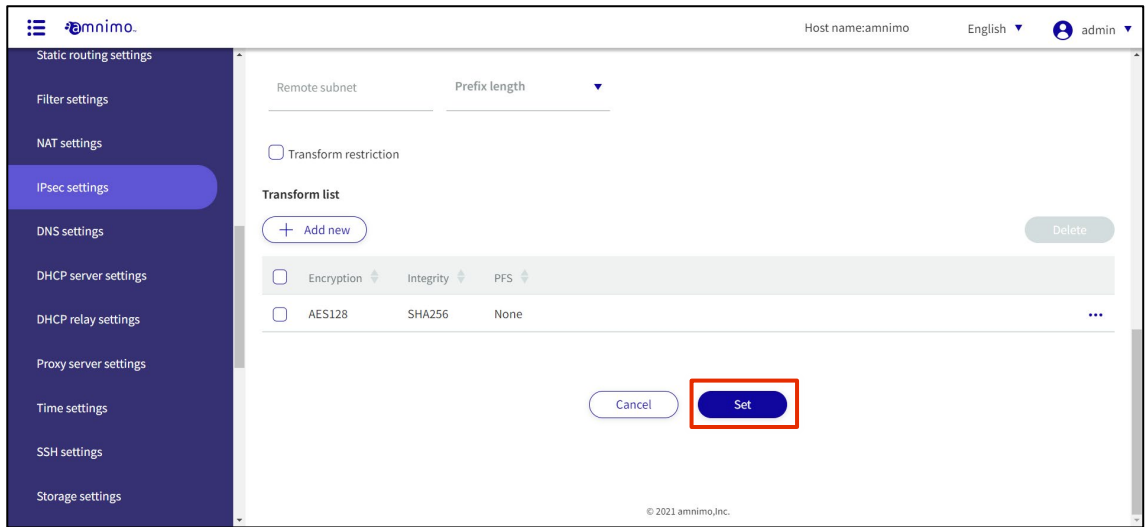 amnimo
Host name:amnimo
English
admin
Static routing settings
Filter settings
NAT settings
IPsec settings
DNS settings
DHCP server settings
DHCP relay settings
Proxy server settings
Time settings
SSH settings
Storage settings
Remote subnet
Prefix length
Transform restriction
Transform list
+ Add new
Delete
Encryption Integrity PFS
AES128 SHA256 None
Cancel
Set
© 2021 amnimo,Inc.